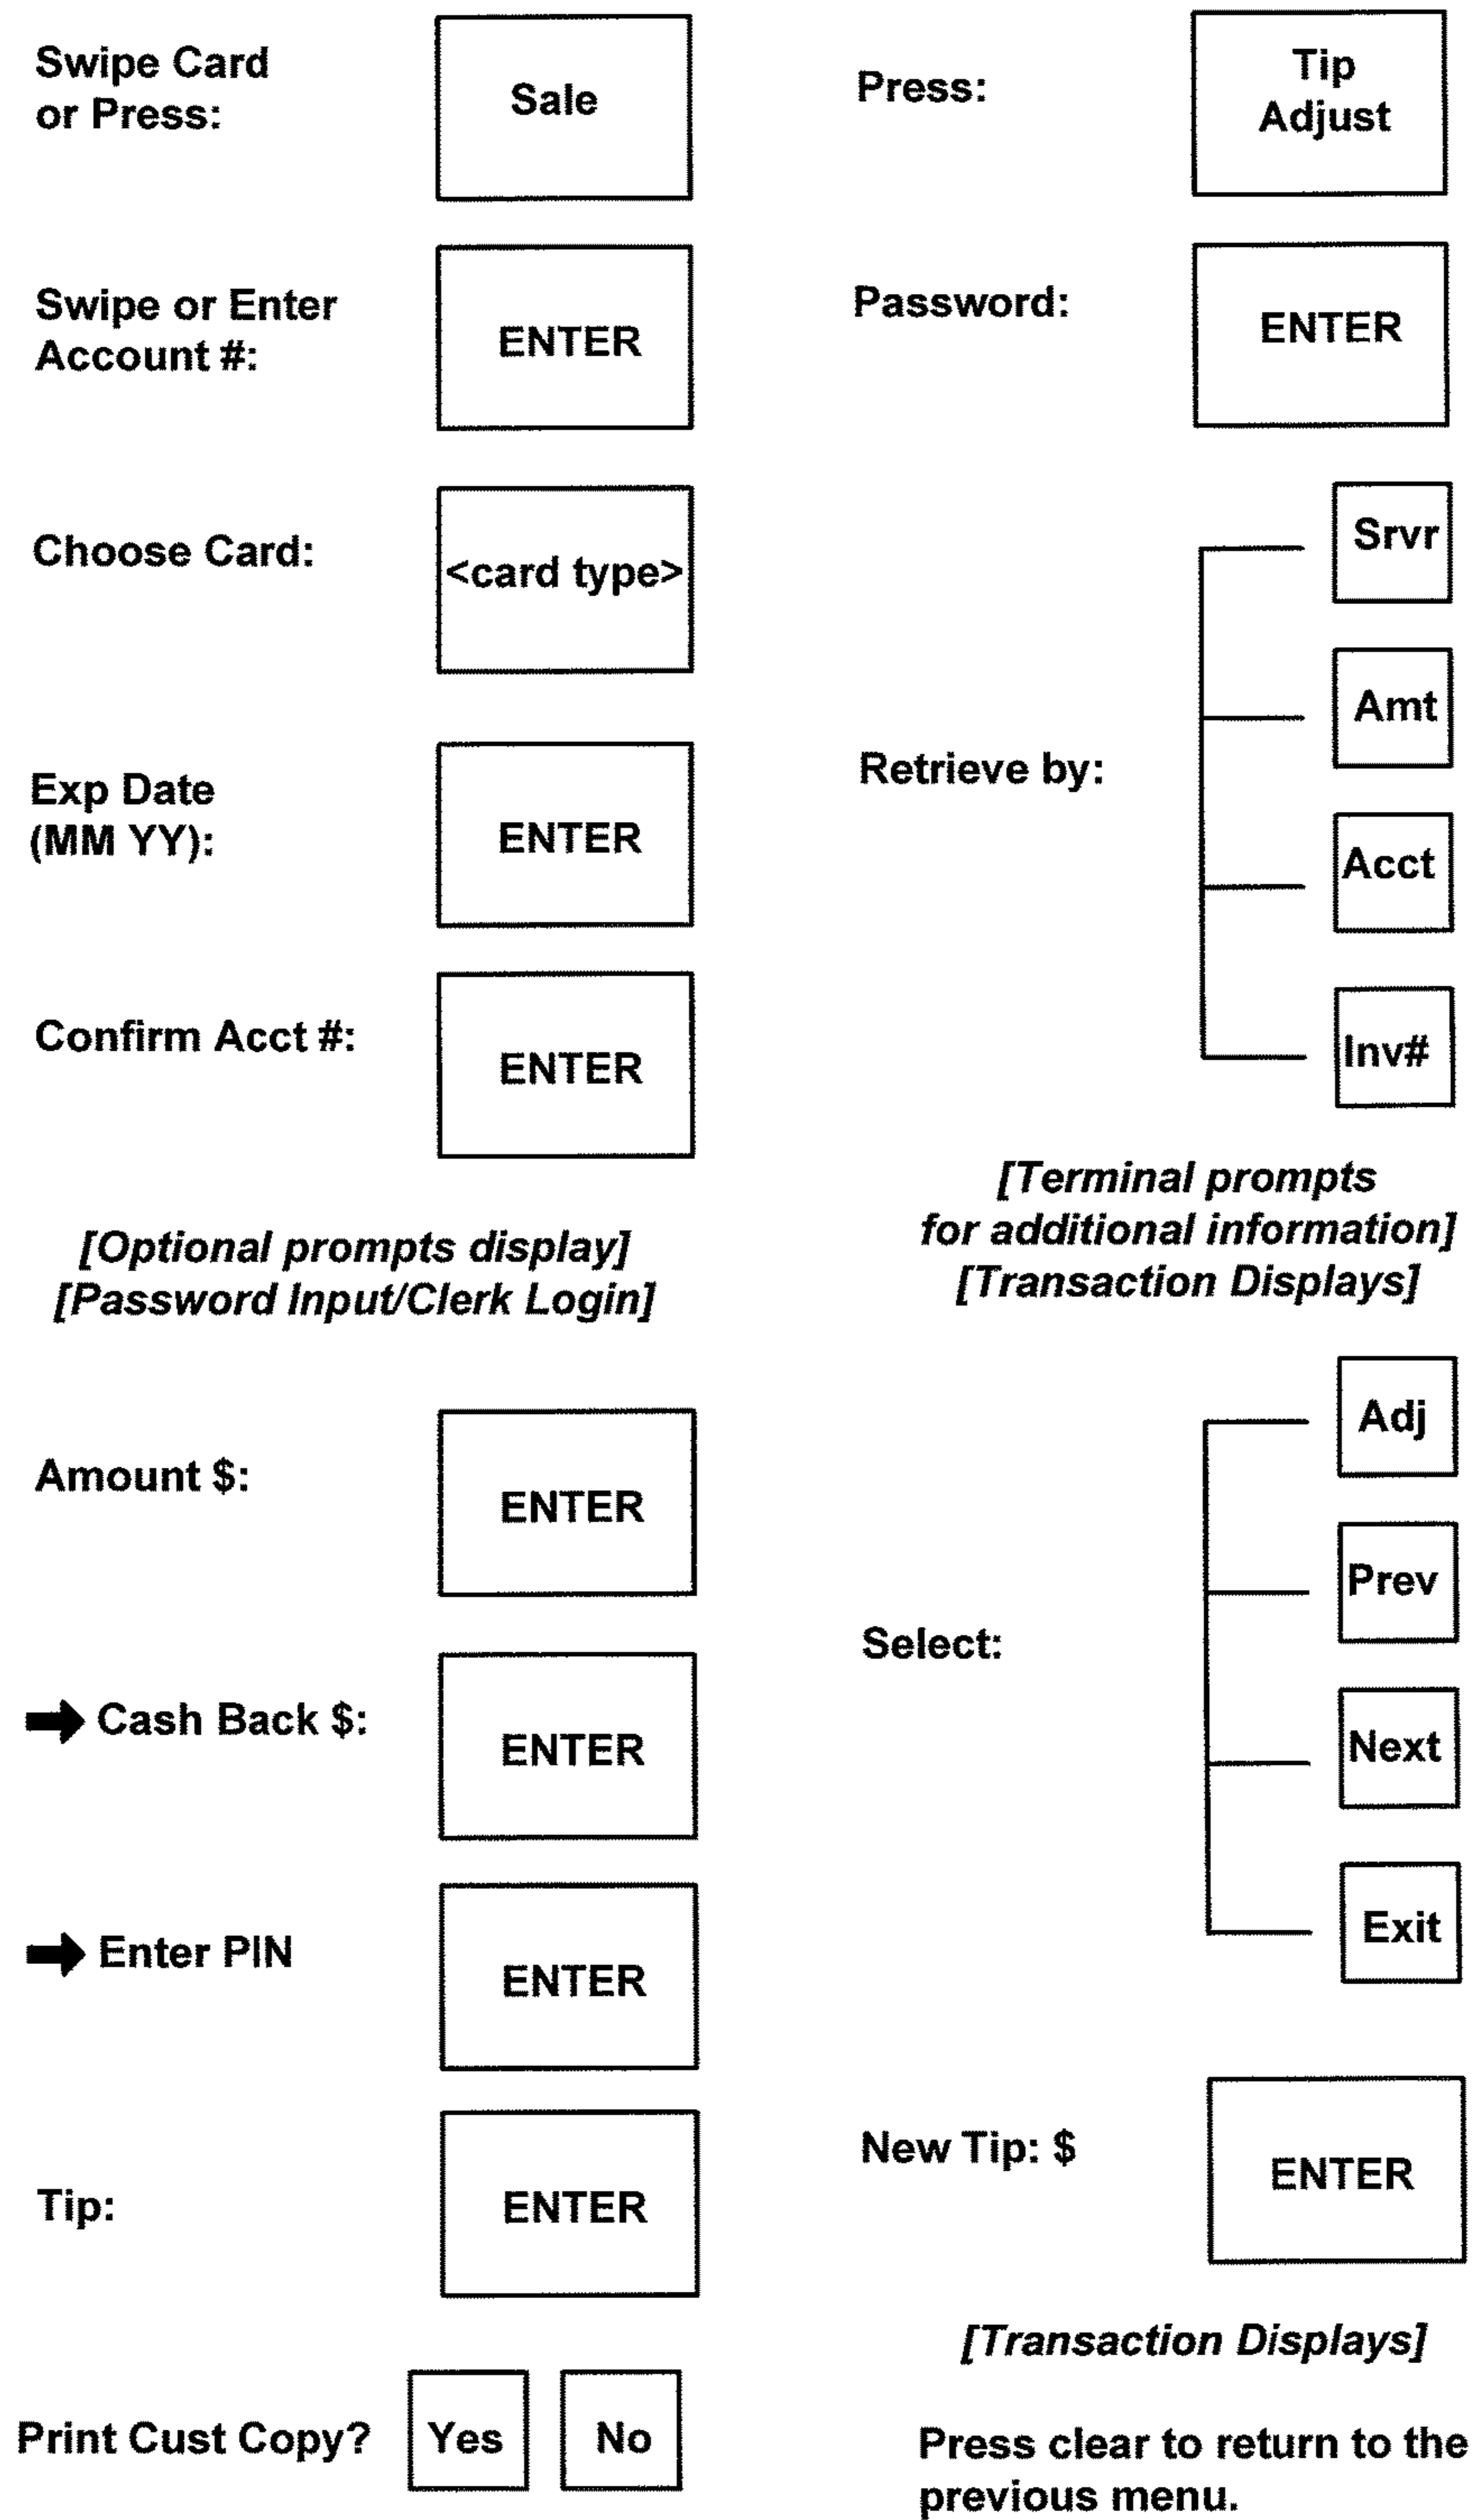 Swipe Card
or Press:
Sale
Swipe or Enter
Account #:
ENTER
Choose Card:
<card type>
Exp Date
(MM YY):
ENTER
Confirm Acct #:
ENTER
[Optional prompts display]
[Password Input/Clerk Login]
Amount $:
ENTER
Cash Back $:
ENTER
Enter PIN
ENTER
Tip:
ENTER
Print Cust Copy?
Yes
No
Press:
Tip
Adjust
Password:
ENTER
Retrieve by:
Srvr
Amt
Acct
Inv#
[Terminal prompts
for additional information]
[Transaction Displays]
Select:
Adj
Prev
Next
Exit
New Tip: $
ENTER
[Transaction Displays]
Press clear to return to the
previous menu.